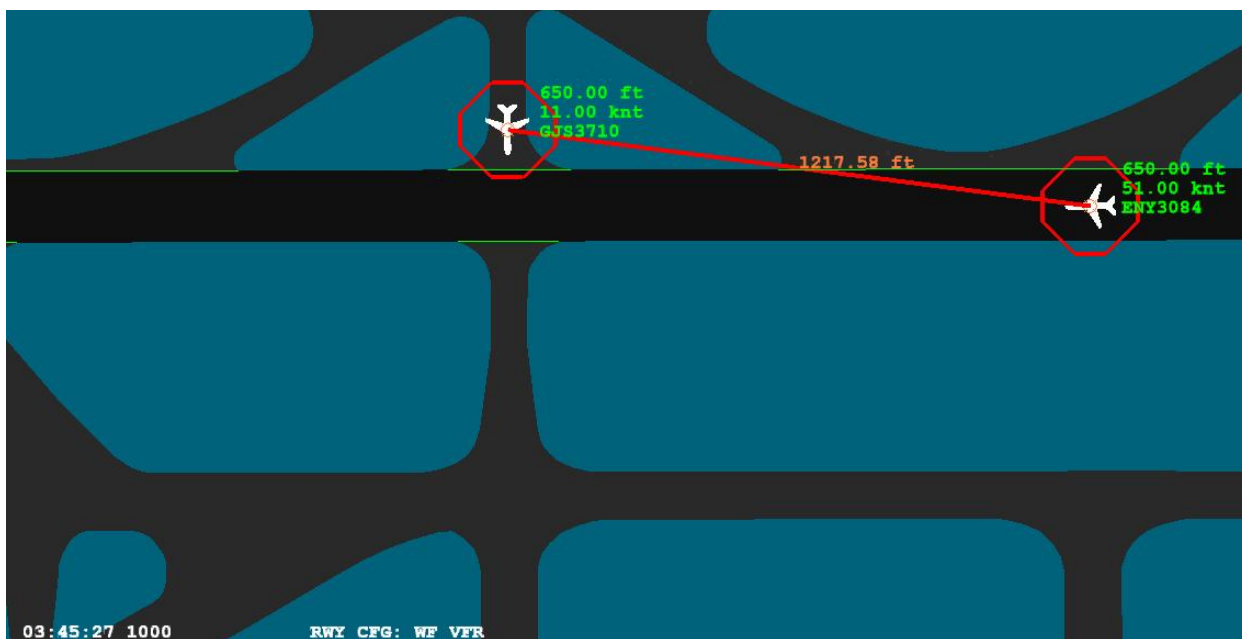 650.00 ft
11.00 knt
GJS3710
1217.58 ft
650.00 ft
51.00 knt
ENY3084
03:45:27 1000
RWY CFG: WF VFR